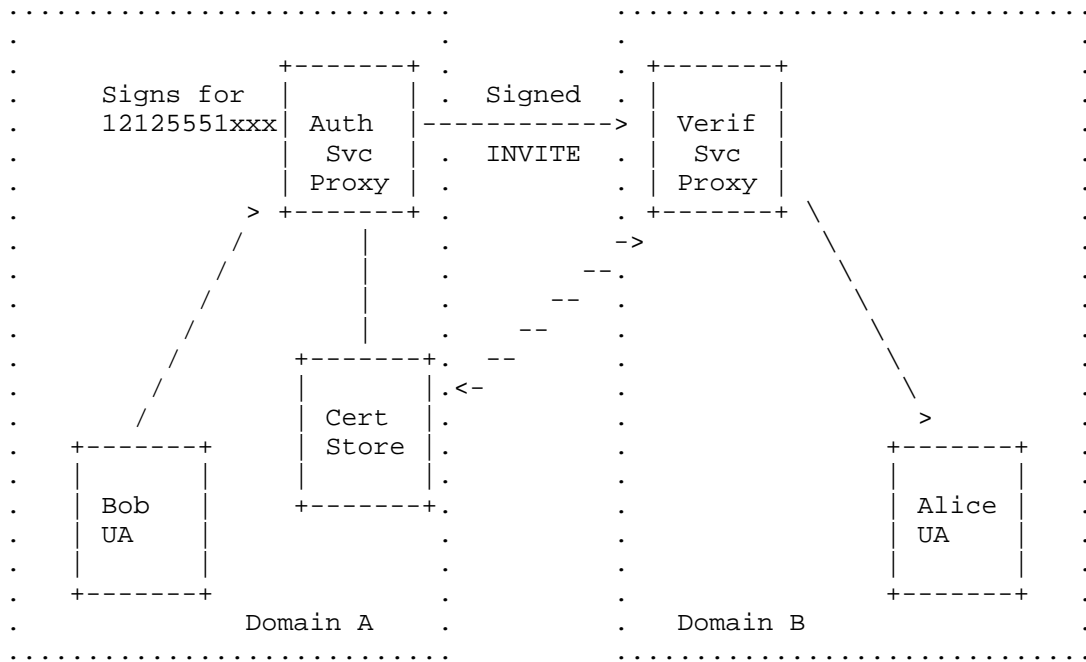 Signs for Signed
12125551xxx Auth Verif
Svc INVITE Svc
Proxy Proxy
Cert
Store
Bob Alice
UA UA
Domain A Domain B